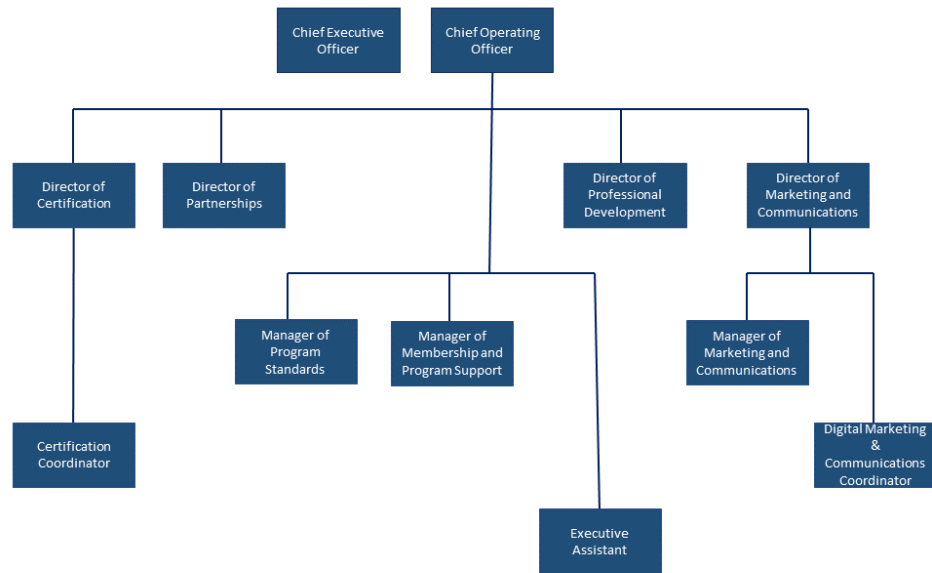 Chief Executive
Officer
Chief Operating
Officer
Director of
Certification
Director of
Partnerships
Director of
Professional
Development
Director of
Marketing and
Communications
Manager of
Program
Standards
Manager of
Membership and
Program Support
Manager of
Marketing and
Communications
Certification
Coordinator
Digital Marketing
&
Communications
Coordinator
Executive
Assistant